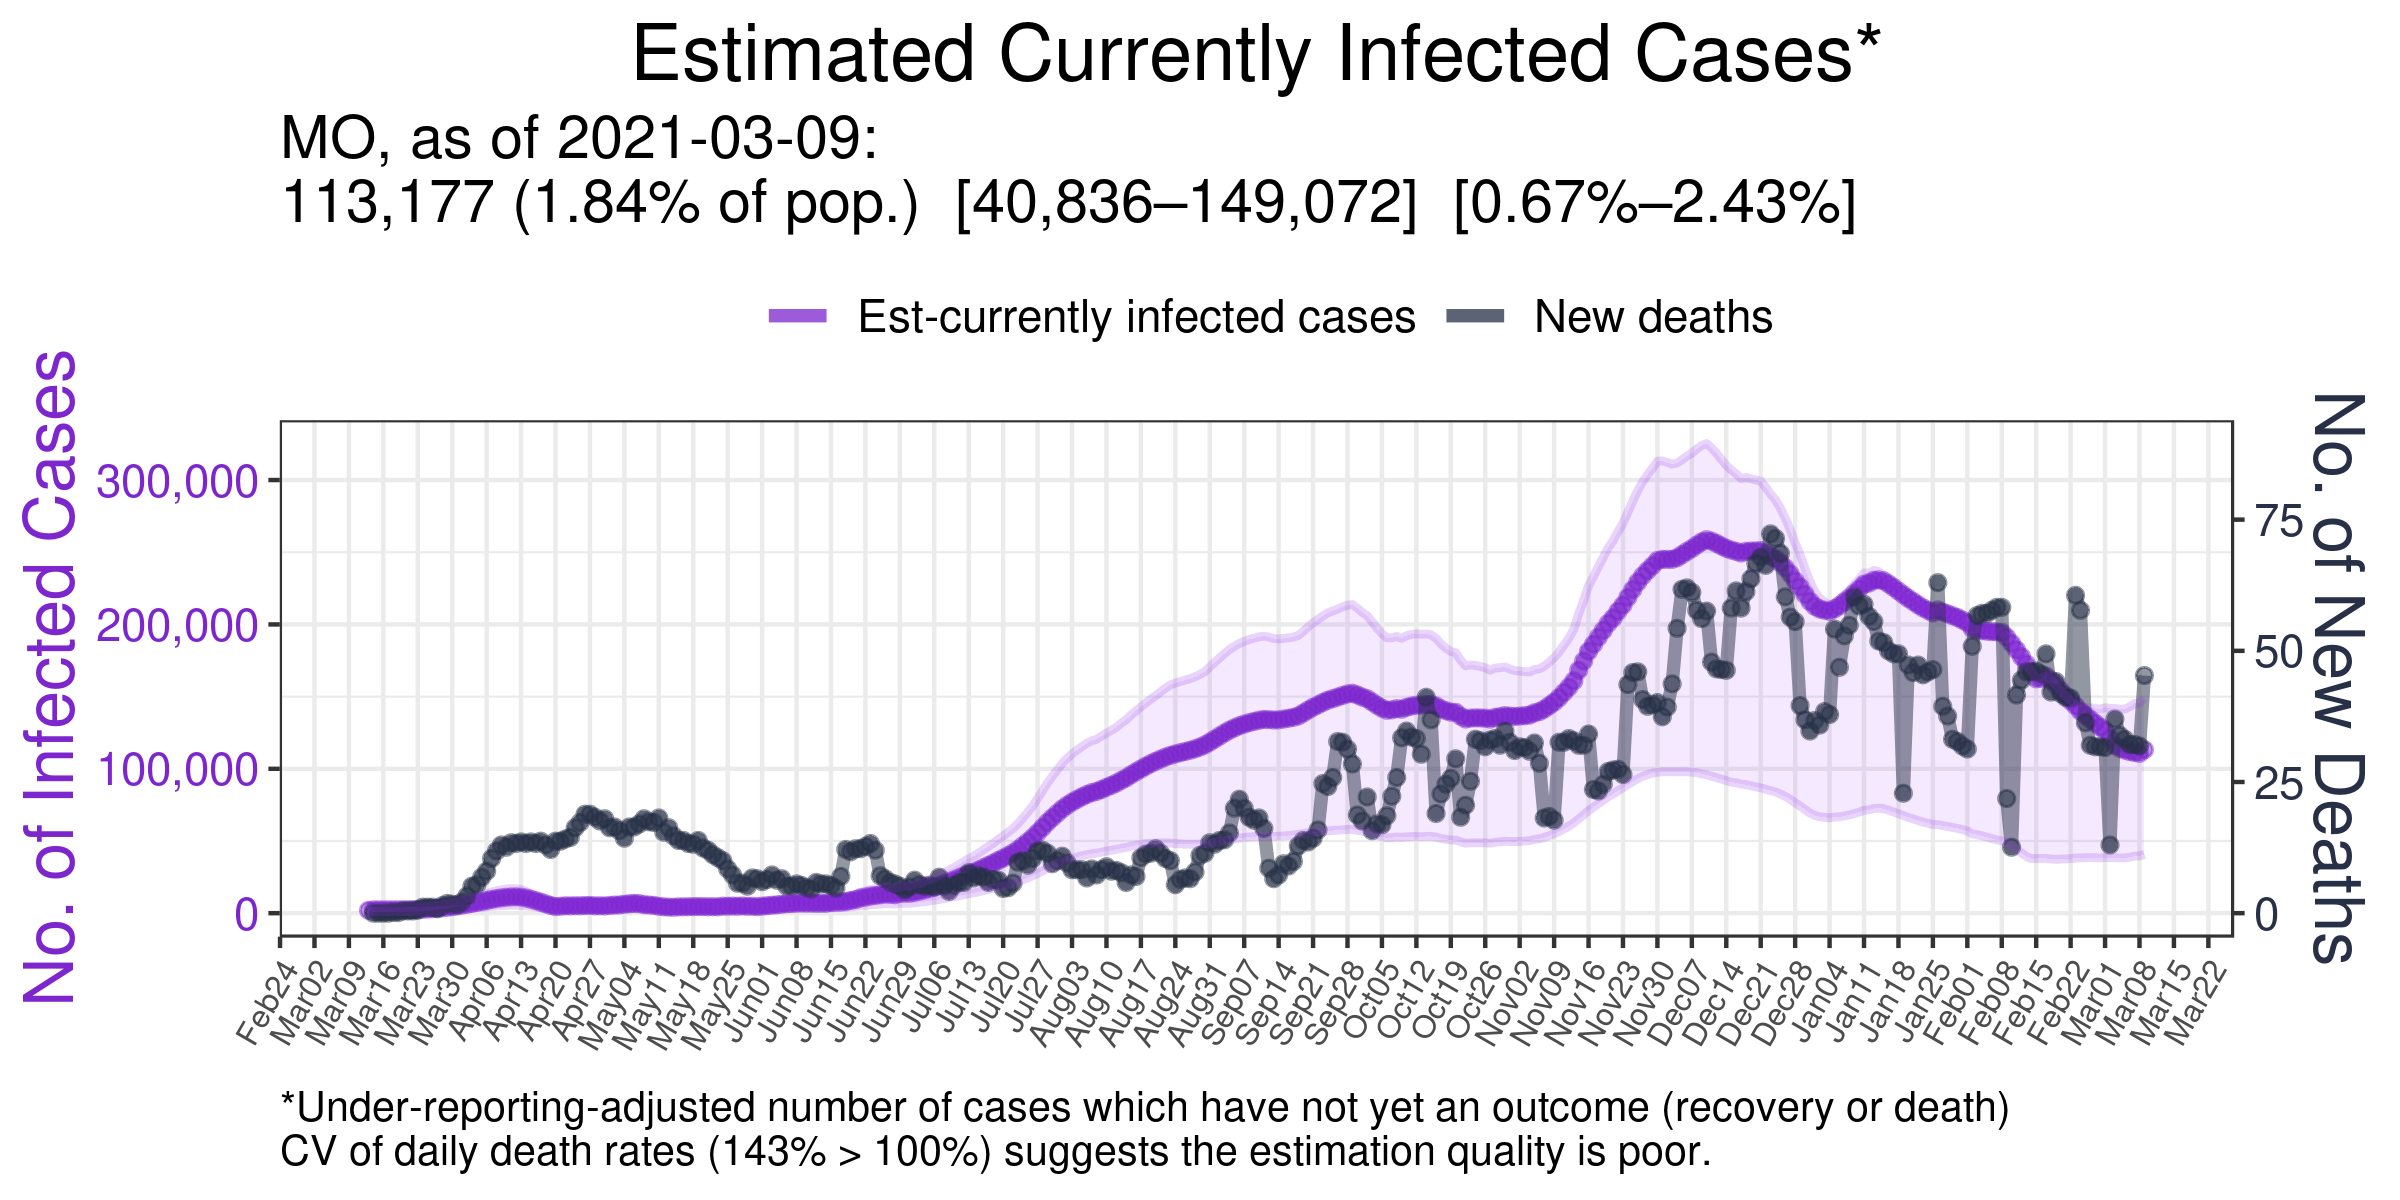 Estimated Currently Infected Cases*
MO, as of 2021-03-09:
113,177 (1.84% of pop.) [40,836–149,072] [0.67%–2.43%]
Est-currently infected cases New deaths
No. of Infected Cases
300,000
200,000
100,000
0
75
50
25
0
No. of New Deaths
Feb24 Mar02 Mar09 Mar16 Mar23 Mar30 Apr06 Apr13 Apr20 Apr27 May04 May11 May18 May25 Jun01 Jun08 Jun15 Jun22 Jun29 Jul06 Jul13 Jul20 Jul27 Aug03 Aug10 Aug17 Aug24 Aug31 Sep07 Sep14 Sep21 Sep28 Oct05 Oct12 Oct19 Oct26 Nov02 Nov09 Nov16 Nov23 Nov30 Dec07 Dec14 Dec21 Dec28 Jan04 Jan11 Jan18 Jan25 Feb01 Feb08 Feb15 Feb22 Mar01 Mar08 Mar15 Mar22
*Under-reporting-adjusted number of cases which have not yet an outcome (recovery or death)
CV of daily death rates (143% > 100%) suggests the estimation quality is poor.